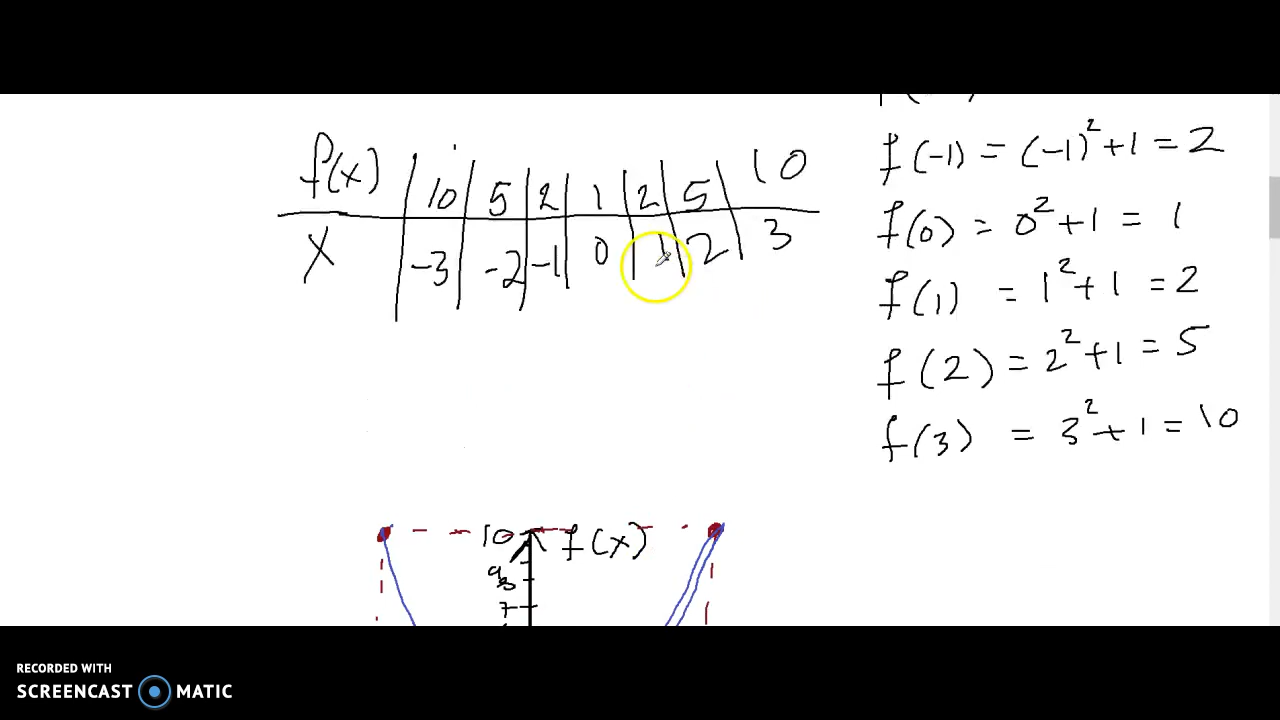 f(x) | 10 | 5 | 2 | 1 | 2 | 5 | 10
x | -3 | -2 | -1 | 0 | 1 | 2 | 3
f(-1) = (-1)²+1 = 2
f(0) = 0²+1 = 1
f(1) = 1²+1 = 2
f(2) = 2²+1 = 5
f(3) = 3²+1 = 10
10 f(x)
9
8
7
RECORDED WITH
SCREENCAST MATIC